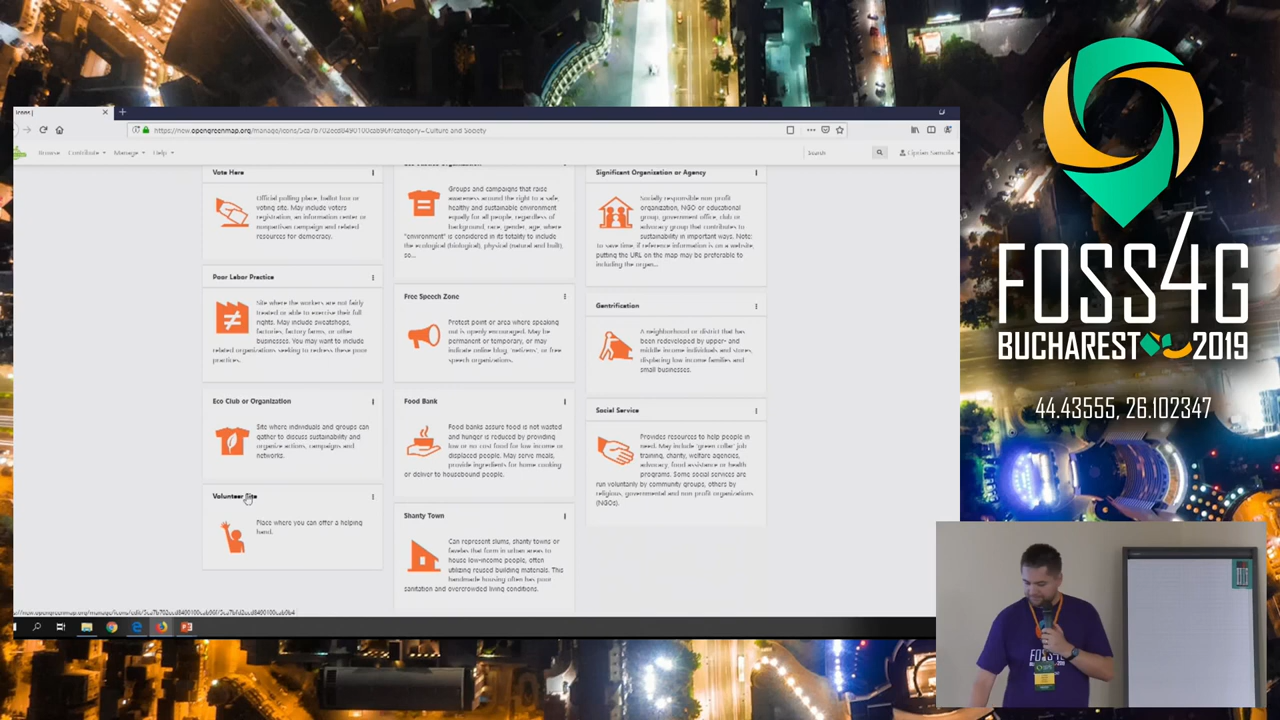 https://new.opengreenmap.org/manage/icons/
category=Culture and Society
Browse Contribute Manage Help Search
Vote Here
Official polling place, ballot box or
voting site. May include voters
registration, an information center or
nonpartisan campaign and related
resources for democracy.
Poor Labor Practice
Site where the workers are not fairly
treated or able to exercise their full
rights. May include sweatshops,
factories, factory farms, or other
businesses. You may want to include
related organizations seeking to redress these poor
practices.
Eco Club or Organization
Site where individuals and groups can
gather to discuss sustainability and
organize actions, campaigns and
networks.
Volunteer Site
Place where you can offer a helping
hand.
Groups and campaigns that raise
awareness around the right to a safe,
healthy and sustainable environment
equally for all people, regardless of
background, race, gender, age, where
"environment" is considered in its totality to include
the ecological (biological), physical (natural and built),
so...
Free Speech Zone
Protest point or area where speaking
out is openly encouraged. May be
permanent or temporary, or may
indicate online blog, 'netizens', or free
speech organizations.
Food Bank
Food banks assure food is not wasted
and hunger is reduced by providing
low or no cost food for low income or
displaced people. May serve meals,
provide ingredients for home cooking
or deliver to housebound people.
Shanty Town
Can represent slums, shanty towns or
favelas that form in urban areas to
house low-income people, often
utilizing reused building materials. This
handmade housing often has poor
sanitation and overcrowded living conditions.
Significant Organization or Agency
Socially responsible non profit
organization, NGO or educational
group, government office, club or
advocacy group that contributes to
sustainability in important ways. Note:
to save time, if reference information is on a website,
putting the URL on the map may be preferable to
including the organ...
Gentrification
A neighborhood or district that has
been redeveloped by upper- and
middle income individuals and stores,
displacing low income families and
small businesses.
Social Service
Provides resources to help people in
need. May include 'green collar' job
training, charity, welfare agencies,
advocacy, food assistance or health
programs. Some social services are
run voluntarily by community groups, others by
religious, governmental and non profit organizations
(NGOs).
FOSS4G
BUCHAREST 2019
44.43555, 26.102347